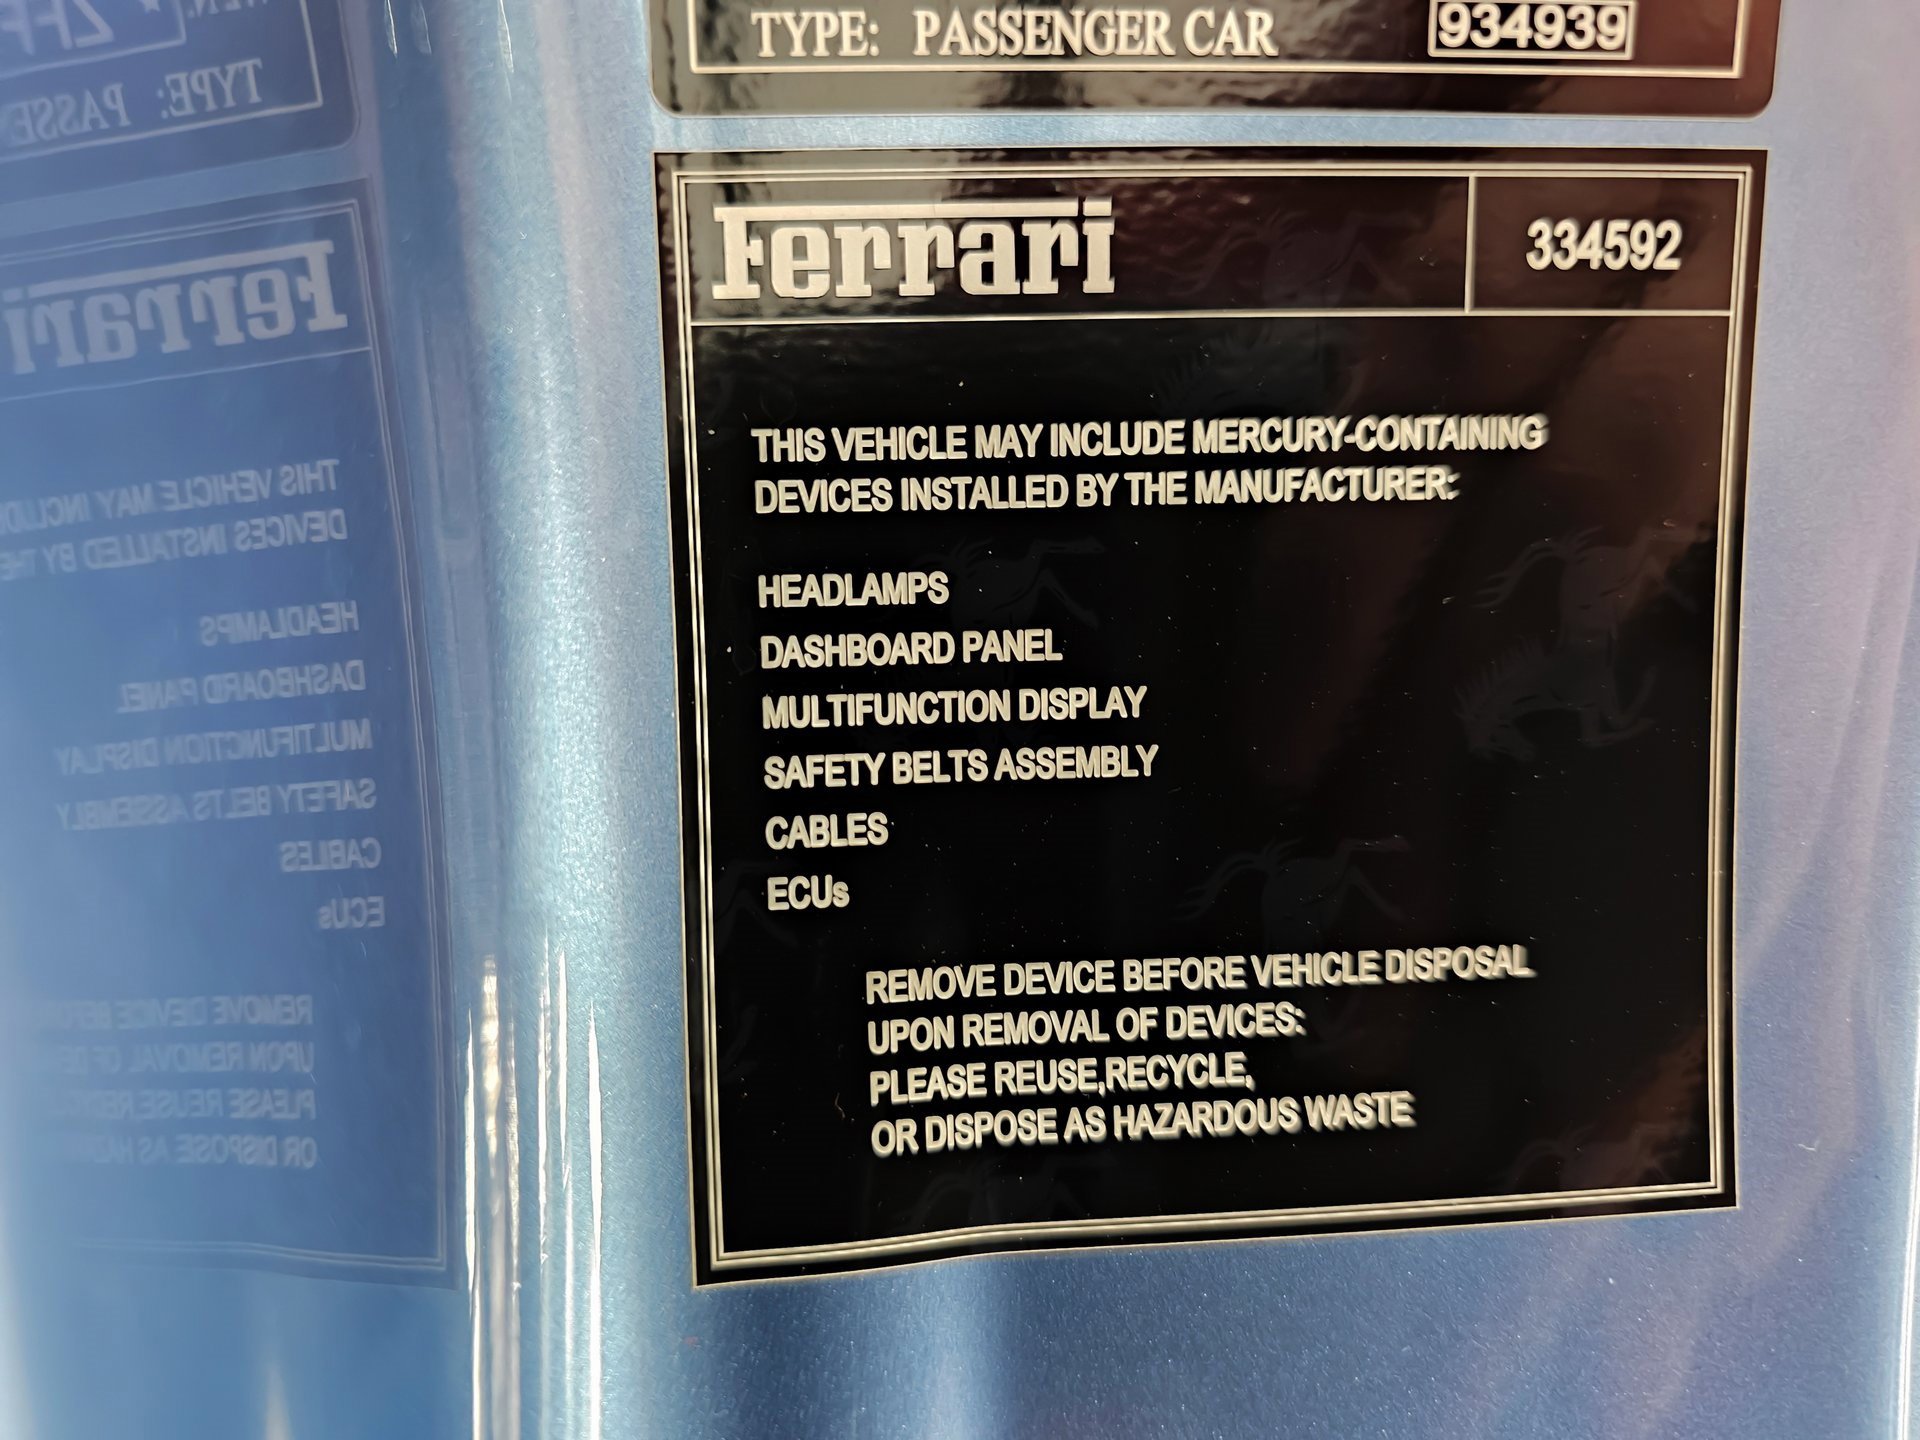 TYPE: PASSENGER CAR 934939
Ferrari 334592
THIS VEHICLE MAY INCLUDE MERCURY-CONTAINING
DEVICES INSTALLED BY THE MANUFACTURER:
HEADLAMPS
DASHBOARD PANEL
MULTIFUNCTION DISPLAY
SAFETY BELTS ASSEMBLY
CABLES
ECUs
REMOVE DEVICE BEFORE VEHICLE DISPOSAL
UPON REMOVAL OF DEVICES:
PLEASE REUSE,RECYCLE,
OR DISPOSE AS HAZARDOUS WASTE